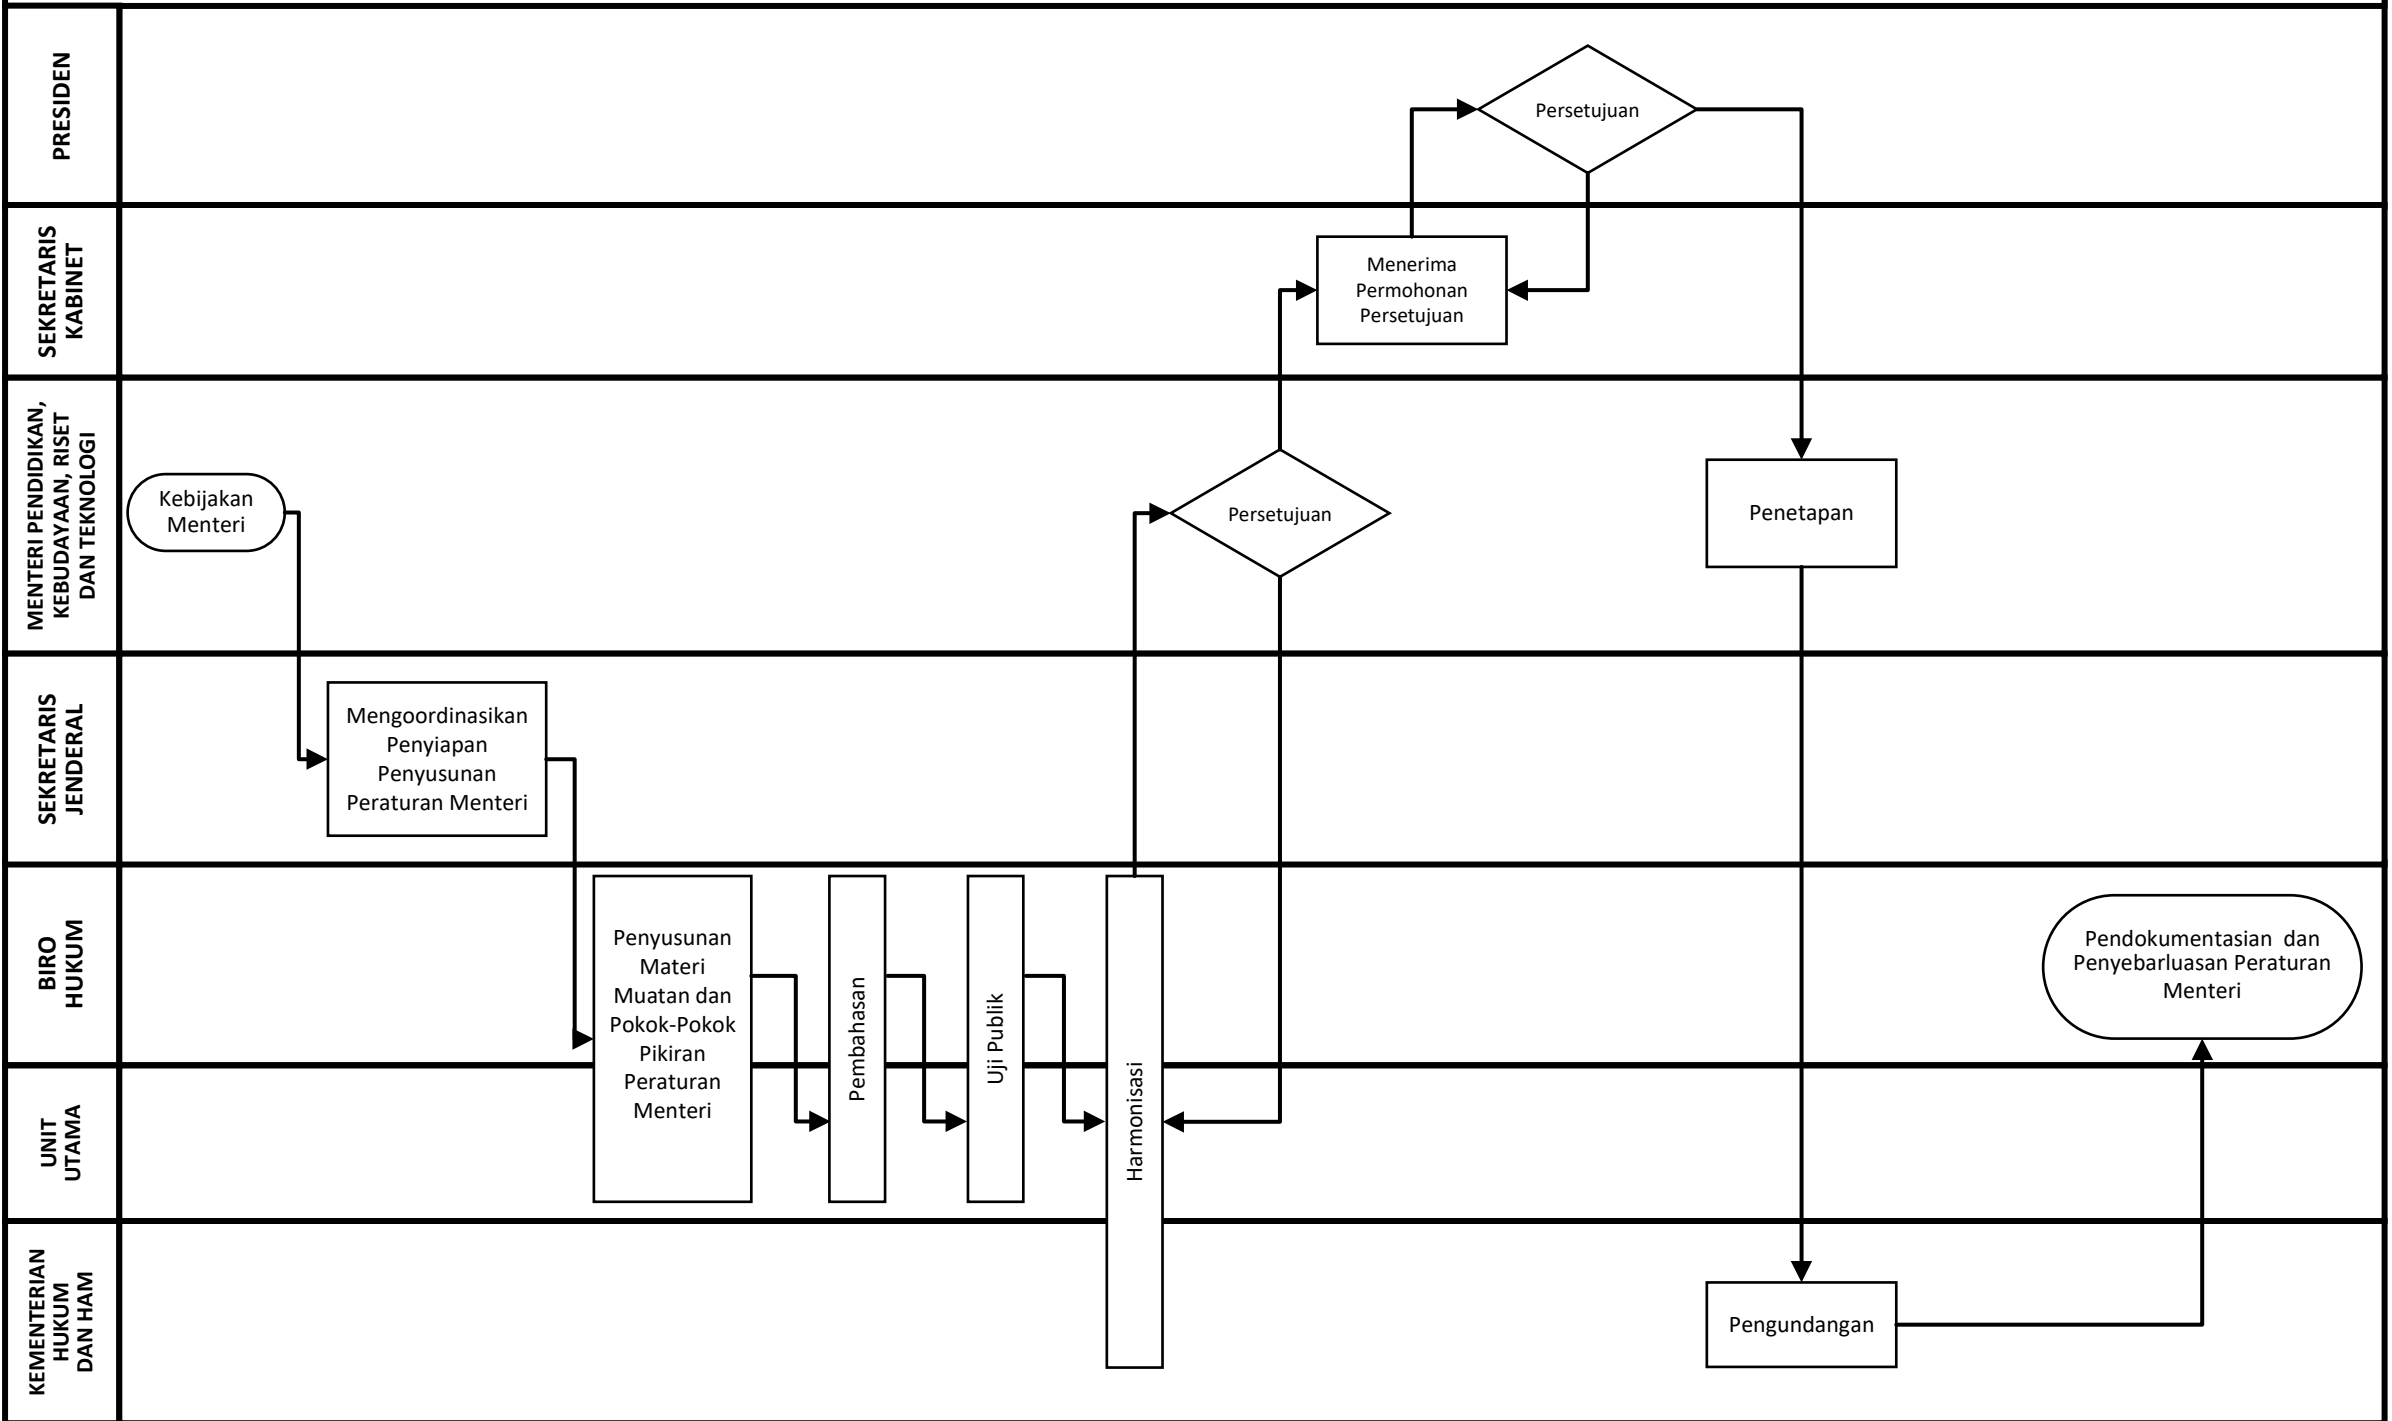 PRESIDEN
Persetujuan
SEKRETARIS
KABINET
Menerima
Permohonan
Persetujuan
MENTERI PENDIDIKAN,
KEBUDAYAAN, RISET
DAN TEKNOLOGI
Kebijakan
Menteri
Persetujuan
Penetapan
SEKRETARIS
JENDERAL
Mengoordinasikan
Penyiapan
Penyusunan
Peraturan Menteri
BIRO
HUKUM
Penyusunan
Materi
Muatan dan
Pokok-Pokok
Pikiran
Peraturan
Menteri
Pembahasan
Uji Publik
Harmonisasi
Pendokumentasian dan
Penyebarluasan Peraturan
Menteri
UNIT
UTAMA
KEMENTERIAN
HUKUM
DAN HAM
Pengundangan